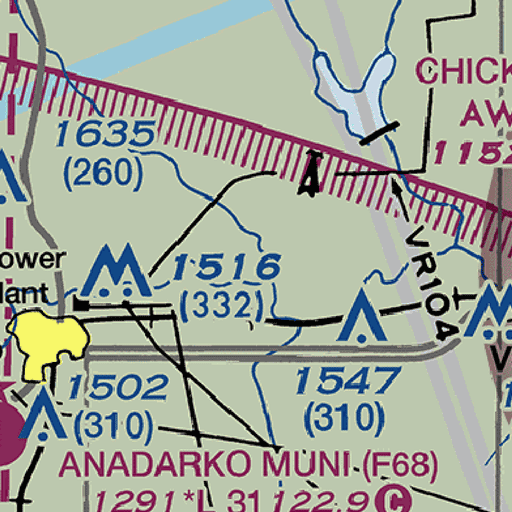 CHICK
AW
1152
1635
(260)
VR104
ower
lant
1516
(332)
V
1502
(310)
1547
(310)
ANADARKO MUNI (F68)
1291 *L 31 122.9 C